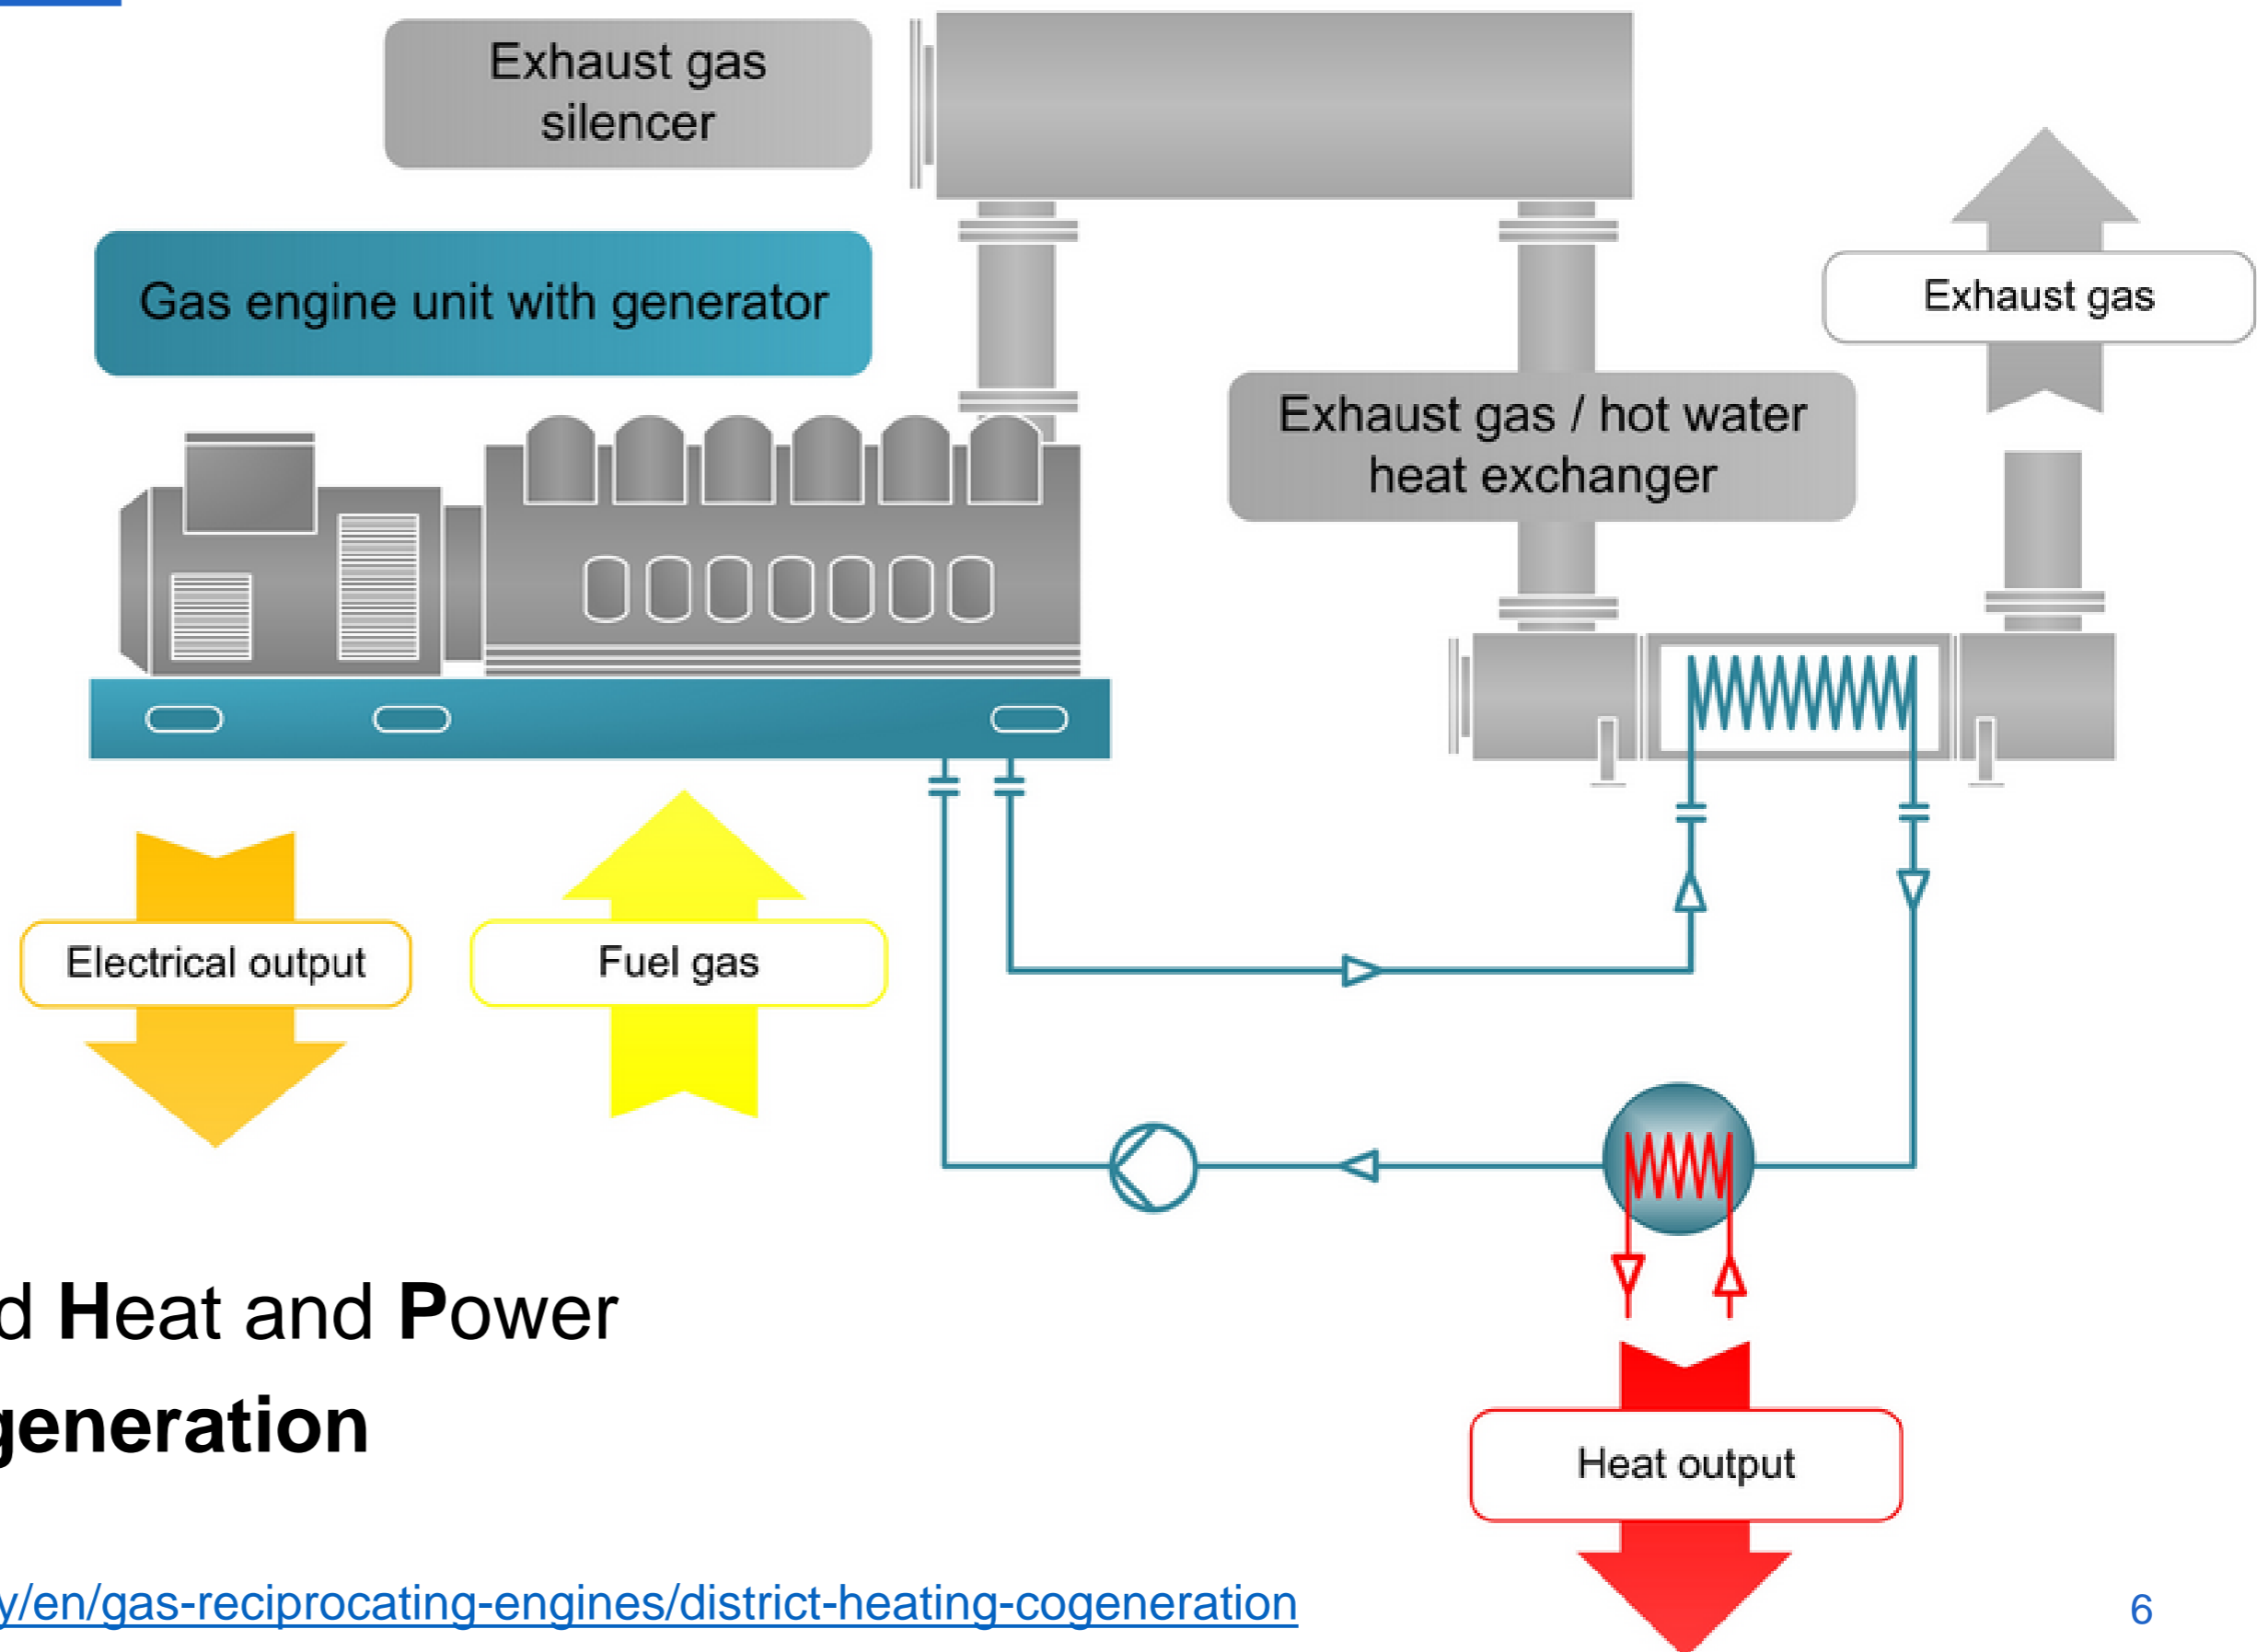 Exhaust gas
silencer
Gas engine unit with generator
Exhaust gas
Exhaust gas / hot water
heat exchanger
Electrical output
Fuel gas
d Heat and Power
generation
Heat output
y/en/gas-reciprocating-engines/district-heating-cogeneration
6